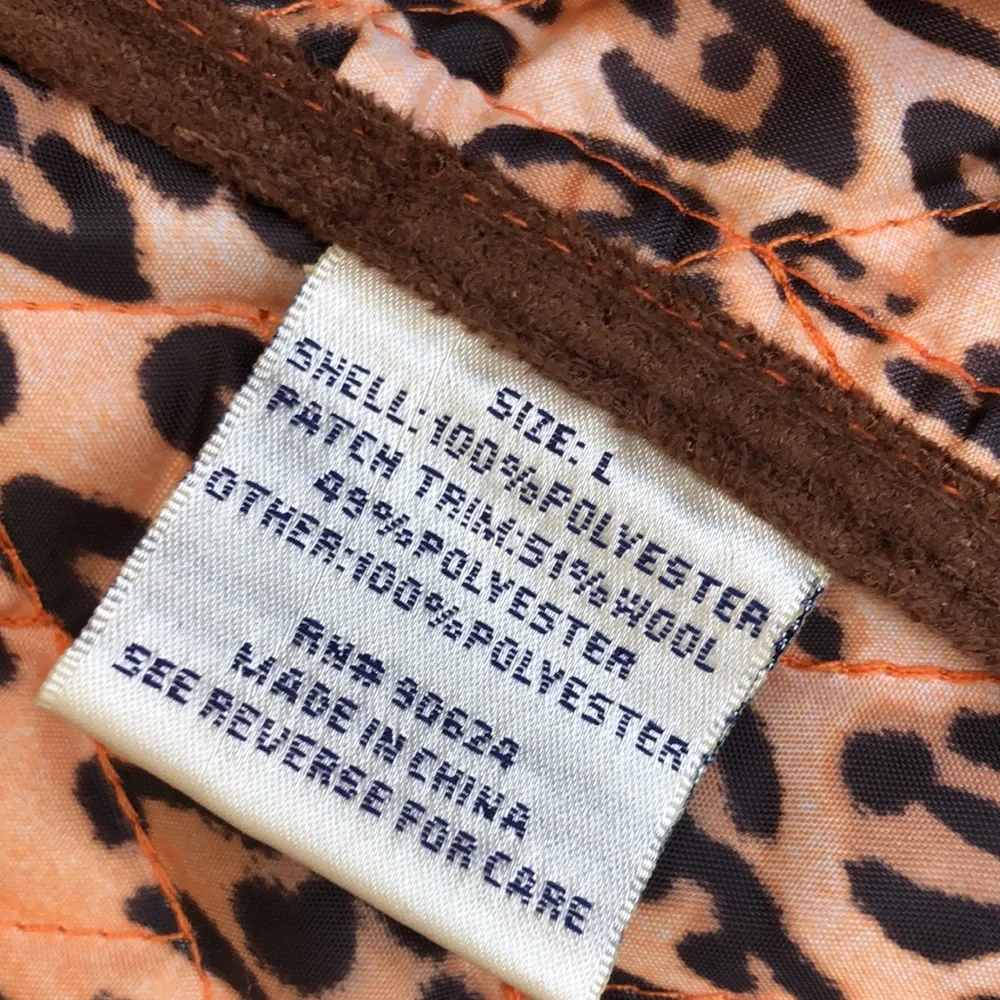 SIZE: L
SHELL:100%POLYESTER
PATCH TRIM:51%WOOL
49%POLYESTER
OTHER:100%POLYESTER
RN# 90624
MADE IN CHINA
SEE REVERSE FOR CARE